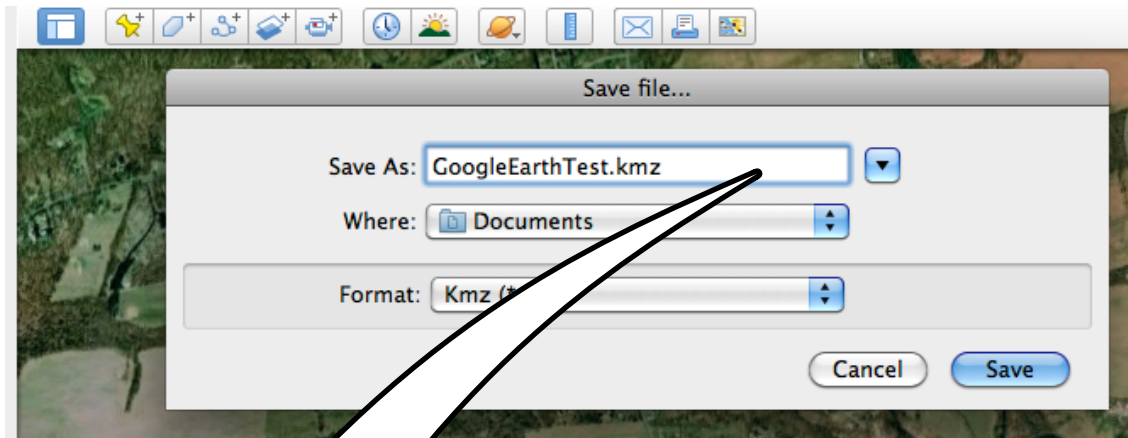 Save file...
Save As: GoogleEarthTest.kmz
Where: Documents
Format: Kmz (*
Cancel Save